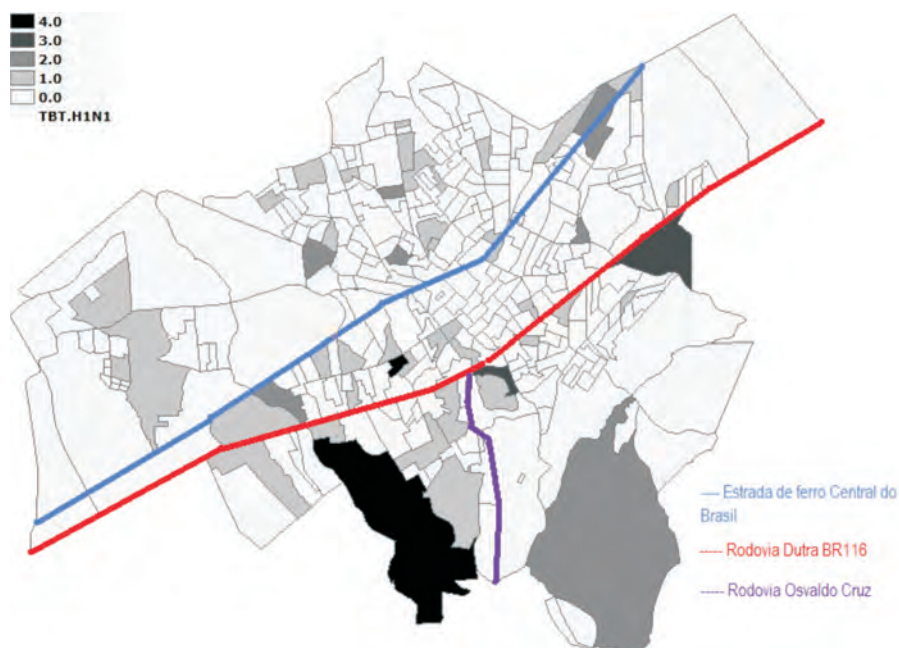 4.0
3.0
2.0
1.0
0.0
TBT.H1N1
Estrada de ferro Central do
Brasil
Rodovia Dutra BR116
Rodovia Osvaldo Cruz